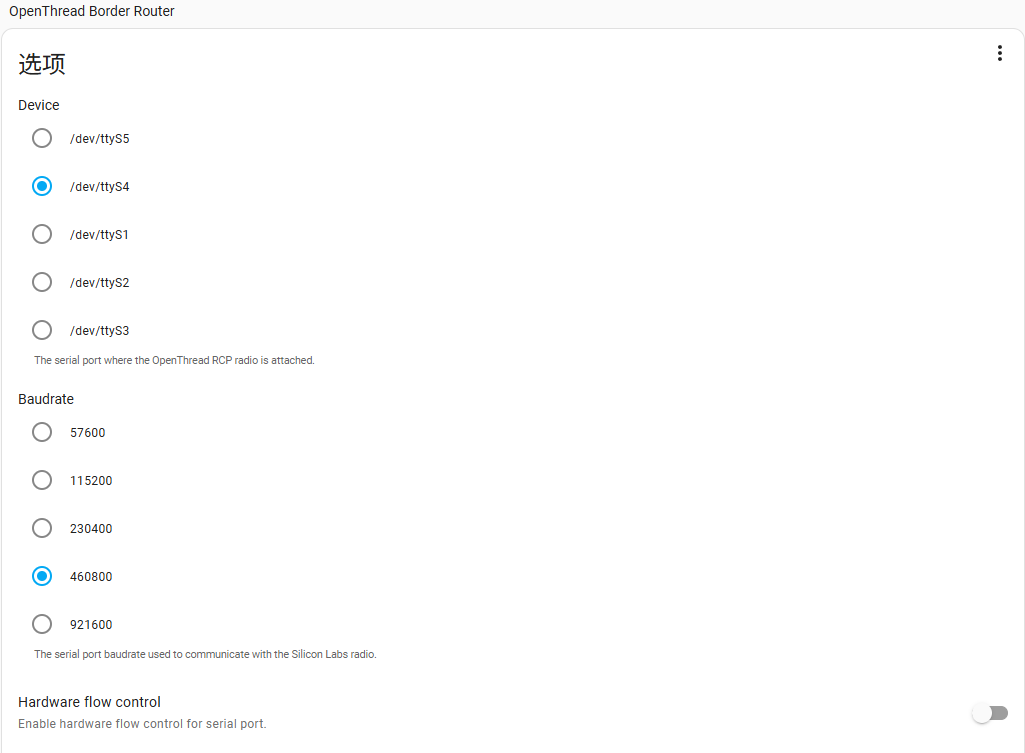 OpenThread Border Router
选项
Device
/dev/ttyS5
/dev/ttyS4
/dev/ttyS1
/dev/ttyS2
/dev/ttyS3
The serial port where the OpenThread RCP radio is attached.
Baudrate
57600
115200
230400
460800
921600
The serial port baudrate used to communicate with the Silicon Labs radio.
Hardware flow control
Enable hardware flow control for serial port.